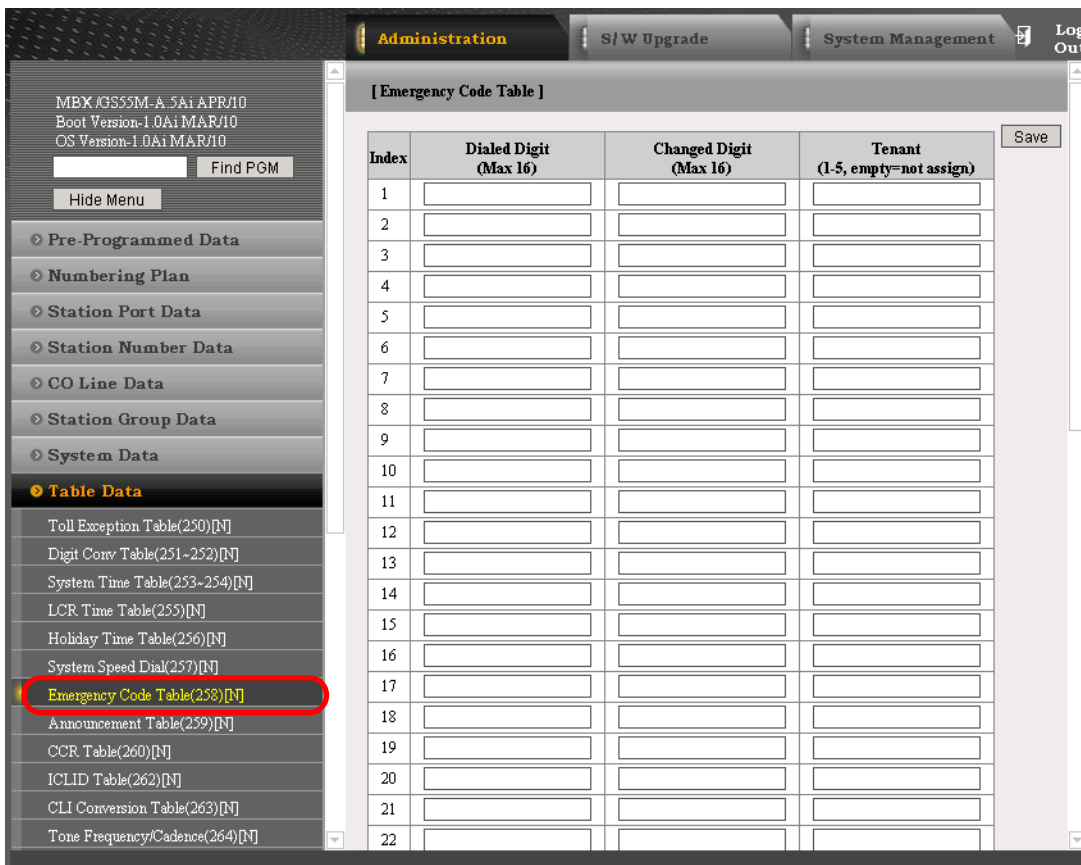 Administration
S/W Upgrade
System Management
Log
Out
MBX /GS55M-A.5Ai APR/10
Boot Version-1.0Ai MAR/10
OS Version-1.0Ai MAR/10
Find PGM
Hide Menu
Pre-Programmed Data
Numbering Plan
Station Port Data
Station Number Data
CO Line Data
Station Group Data
System Data
Table Data
Toll Exception Table(250)[N]
Digit Conv Table(251~252)[N]
System Time Table(253~254)[N]
LCR Time Table(255)[N]
Holiday Time Table(256)[N]
System Speed Dial(257)[N]
Emergency Code Table(258)[N]
Announcement Table(259)[N]
CCR Table(260)[N]
ICLID Table(262)[N]
CLI Conversion Table(263)[N]
Tone Frequency/Cadence(264)[N]
[ Emergency Code Table ]
Save
Index Dialed Digit Changed Digit Tenant
(Max 16) (Max 16) (1-5, empty=not assign)
1
2
3
4
5
6
7
8
9
10
11
12
13
14
15
16
17
18
19
20
21
22